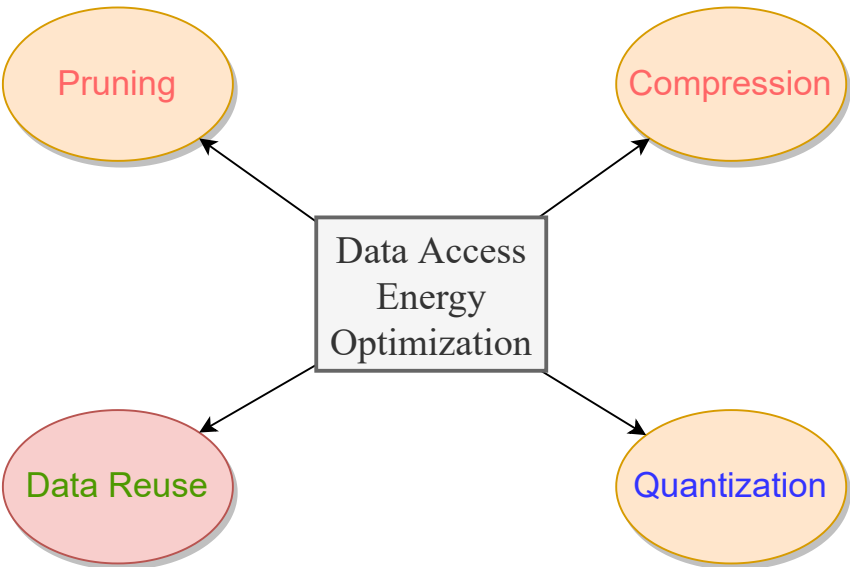 Pruning
Compression
Data Access
Energy
Optimization
Data Reuse
Quantization